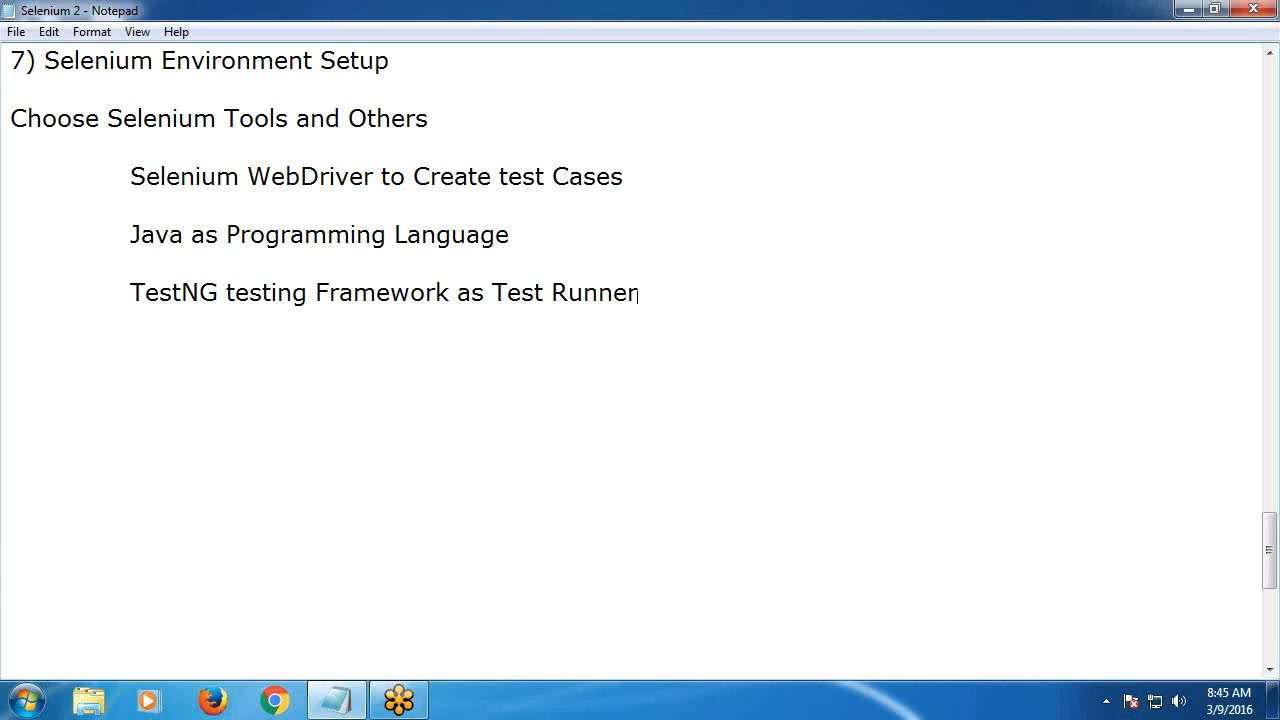 Selenium 2 - Notepad
File Edit Format View Help
7) Selenium Environment Setup
Choose Selenium Tools and Others
Selenium WebDriver to Create test Cases
Java as Programming Language
TestNG testing Framework as Test Runner
8:45 AM
3/9/2016